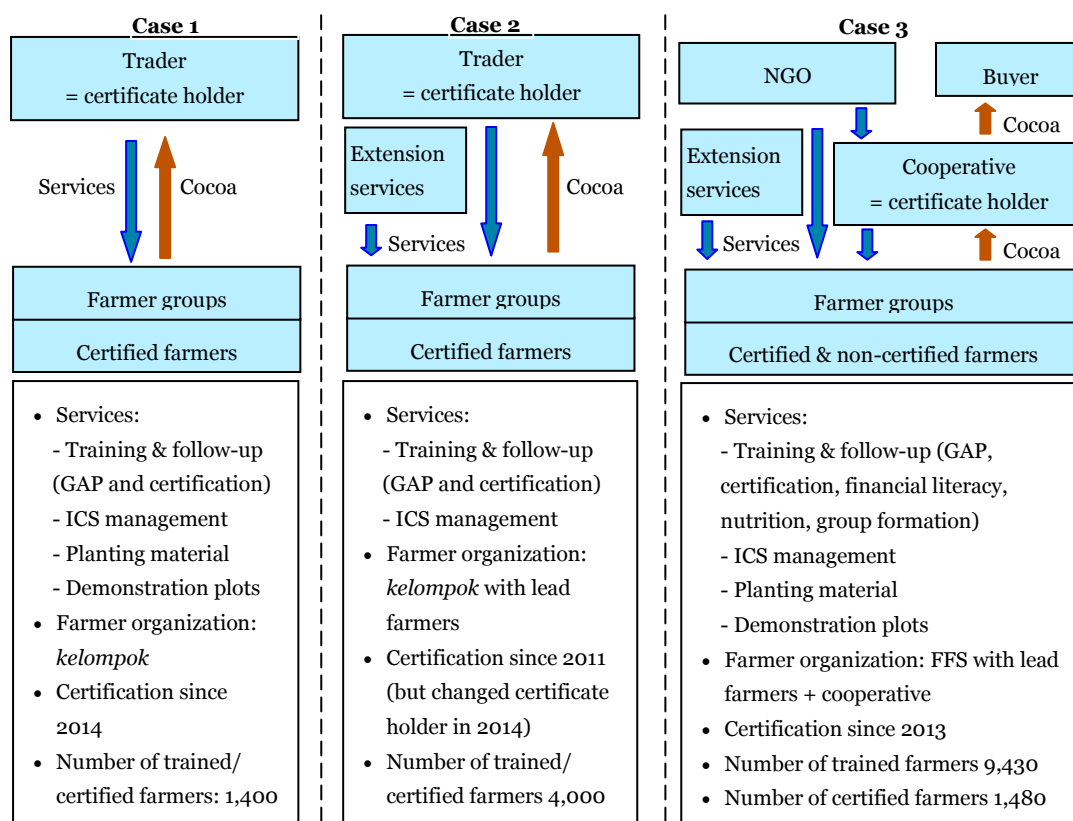 Case 1
Trader
= certificate holder
Services
Cocoa
Farmer groups
Certified farmers
• Services:
- Training & follow-up
(GAP and certification)
- ICS management
- Planting material
- Demonstration plots
• Farmer organization:
kelompok
• Certification since
2014
• Number of trained/
certified farmers: 1,400
Case 2
Trader
= certificate holder
Extension
services
Services
Cocoa
Farmer groups
Certified farmers
• Services:
- Training & follow-up
(GAP and certification)
- ICS management
• Farmer organization:
kelompok with lead
farmers
• Certification since 2011
(but changed certificate
holder in 2014)
• Number of trained/
certified farmers 4,000
Case 3
NGO
Buyer
Cocoa
Extension
services
Cooperative
= certificate holder
Services
Cocoa
Farmer groups
Certified & non-certified farmers
• Services:
- Training & follow-up (GAP,
certification, financial literacy,
nutrition, group formation)
- ICS management
- Planting material
- Demonstration plots
• Farmer organization: FFS with lead
farmers + cooperative
• Certification since 2013
• Number of trained farmers 9,430
• Number of certified farmers 1,480